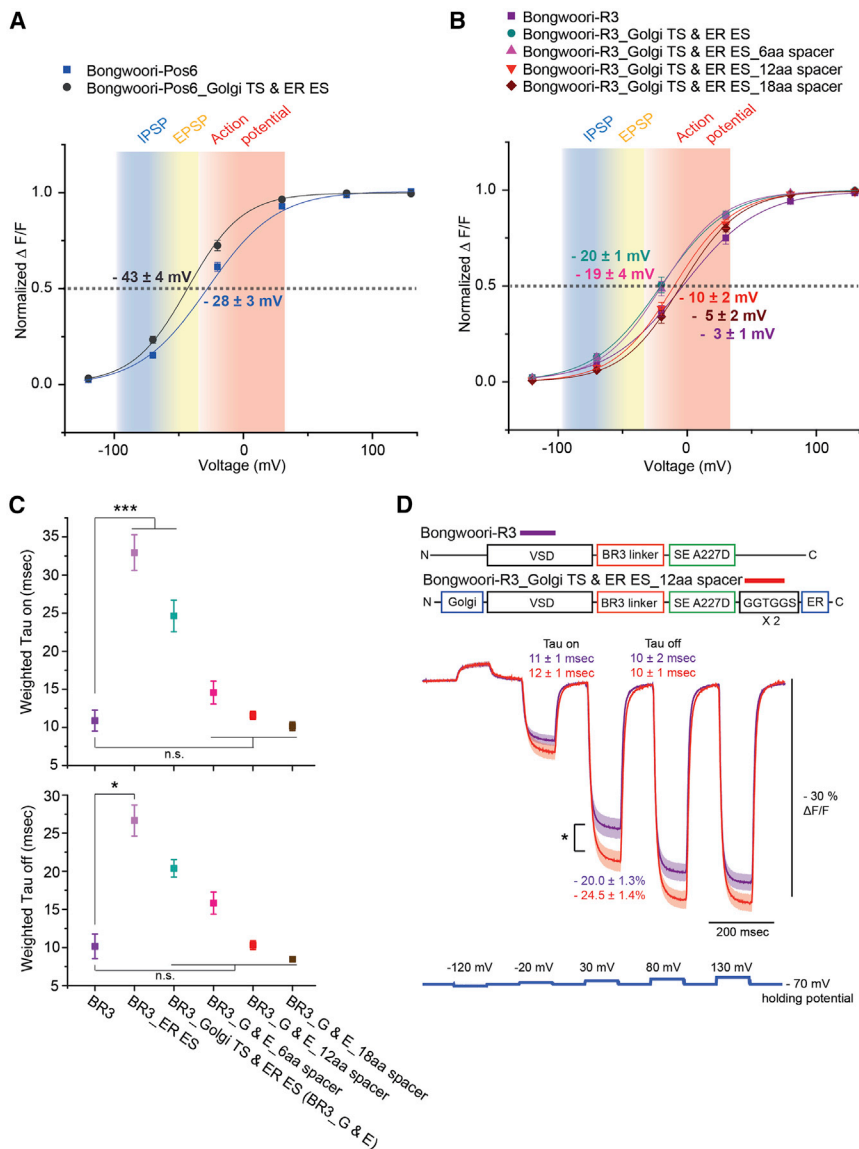 A
Bongwoori-Pos6
Bongwoori-Pos6_Golgi TS & ER ES
IPSP
EPSP
Action
potential
Normalized Δ F/F
1.0
0.5
0.0
- 43 ± 4 mV
- 28 ± 3 mV
-100
0
100
Voltage (mV)
B
Bongwoori-R3
Bongwoori-R3_Golgi TS & ER ES
Bongwoori-R3_Golgi TS & ER ES_6aa spacer
Bongwoori-R3_Golgi TS & ER ES_12aa spacer
Bongwoori-R3_Golgi TS & ER ES_18aa spacer
IPSP
EPSP
Action
potential
Normalized Δ F/F
1.0
0.5
0.0
- 20 ± 1 mV
- 19 ± 4 mV
- 10 ± 2 mV
- 5 ± 2 mV
- 3 ± 1 mV
-100
0
100
Voltage (mV)
C
Weighted Tau on (msec)
35
30
25
20
15
10
5
***
n.s.
Weighted Tau off (msec)
30
25
20
15
10
5
*
n.s.
BR3
BR3_ER ES
BR3_Golgi TS & ER ES (BR3_G & E)
BR3_G & E_6aa spacer
BR3_G & E_12aa spacer
BR3_G & E_18aa spacer
D
Bongwoori-R3
N VSD BR3 linker SE A227D C
Bongwoori-R3_Golgi TS & ER ES_12aa spacer
N Golgi VSD BR3 linker SE A227D GGTGGS ER C
X 2
Tau on Tau off
11 ± 1 msec 10 ± 2 msec
12 ± 1 msec 10 ± 1 msec
- 30 %
ΔF/F
*
- 20.0 ± 1.3%
- 24.5 ± 1.4%
200 msec
-120 mV -20 mV 30 mV 80 mV 130 mV
- 70 mV
holding potential